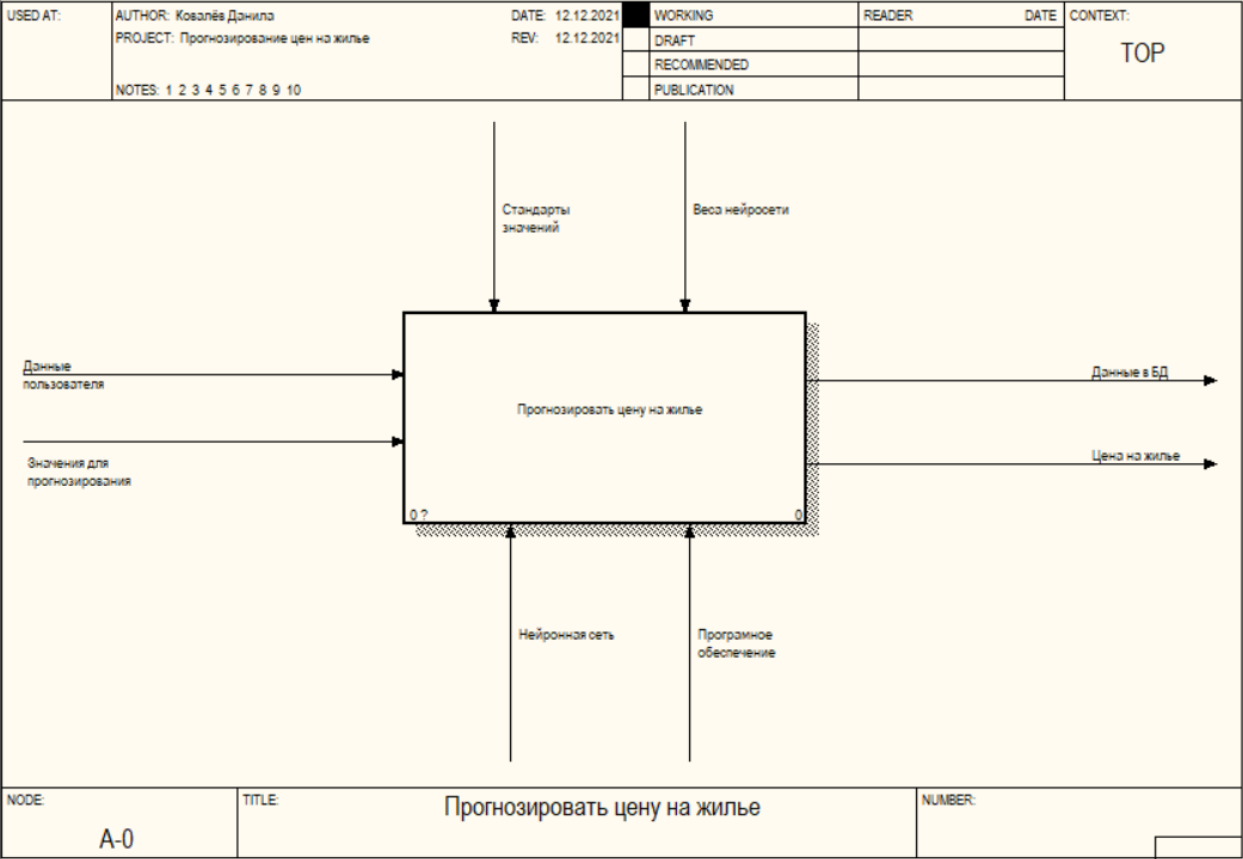 USED AT:
AUTHOR: Ковалёв Данила
DATE: 12.12.2021
WORKING
READER
DATE
CONTEXT:
PROJECT: Прогнозирование цен на жилье
REV: 12.12.2021
DRAFT
TOP
RECOMMENDED
NOTES: 1 2 3 4 5 6 7 8 9 10
PUBLICATION
Стандарты
значений
Веса нейросети
Данные
пользователя
Данные в БД
Прогнозировать цену на жилье
Значения для
прогнозирования
Цена на жилье
0 ?
0
Нейронная сеть
Програмное
обеспечение
NODE:
TITLE:
Прогнозировать цену на жилье
NUMBER:
A-0